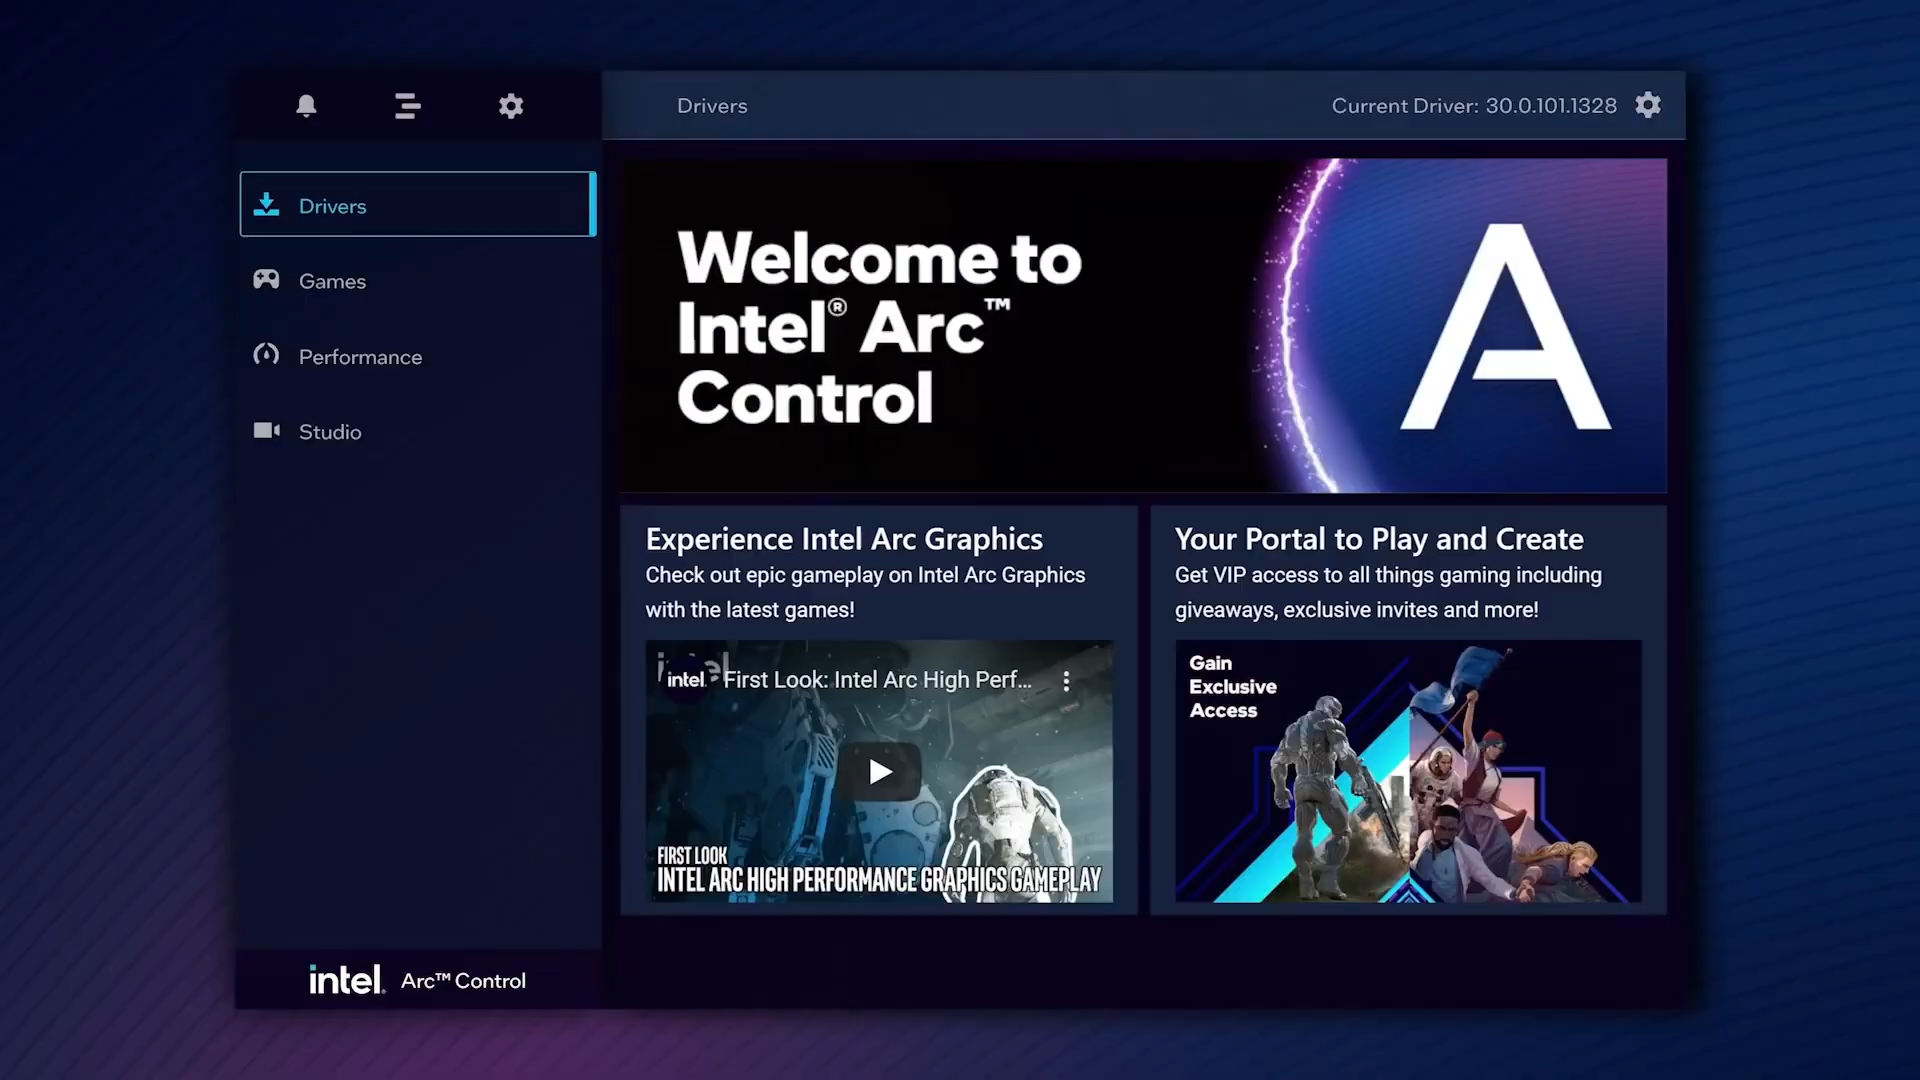 Drivers
Current Driver: 30.0.101.1328
Drivers
Games
Performance
Studio
Welcome to
Intel® Arc™
Control
A
Experience Intel Arc Graphics
Check out epic gameplay on Intel Arc Graphics
with the latest games!
intel
intel.
First Look: Intel Arc High Perf...
FIRST LOOK
INTEL ARC HIGH PERFORMANCE GRAPHICS GAMEPLAY
Your Portal to Play and Create
Get VIP access to all things gaming including
giveaways, exclusive invites and more!
Gain
Exclusive
Access
intel. Arc™ Control